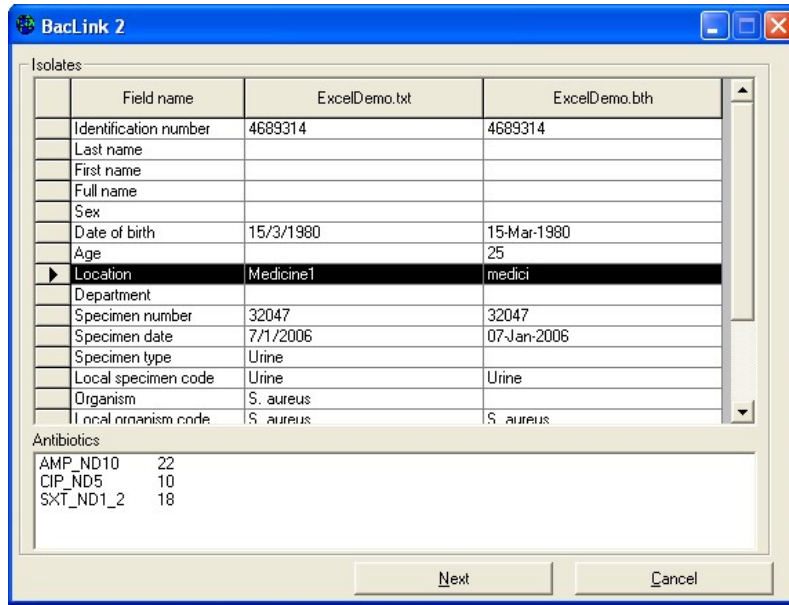 BacLink 2
Isolates
Field name ExcelDemo.txt ExcelDemo.bth
Identification number 4689314 4689314
Last name
First name
Full name
Sex
Date of birth 15/3/1980 15-Mar-1980
Age 25
Location Medicine1 medici
Department
Specimen number 32047 32047
Specimen date 7/1/2006 07-Jan-2006
Specimen type Urine
Local specimen code Urine Urine
Organism S. aureus
Local organism code S. aureus S. aureus
Antibiotics
AMP_ND10 22
CIP_ND5 10
SXT_ND1_2 18
Next Cancel